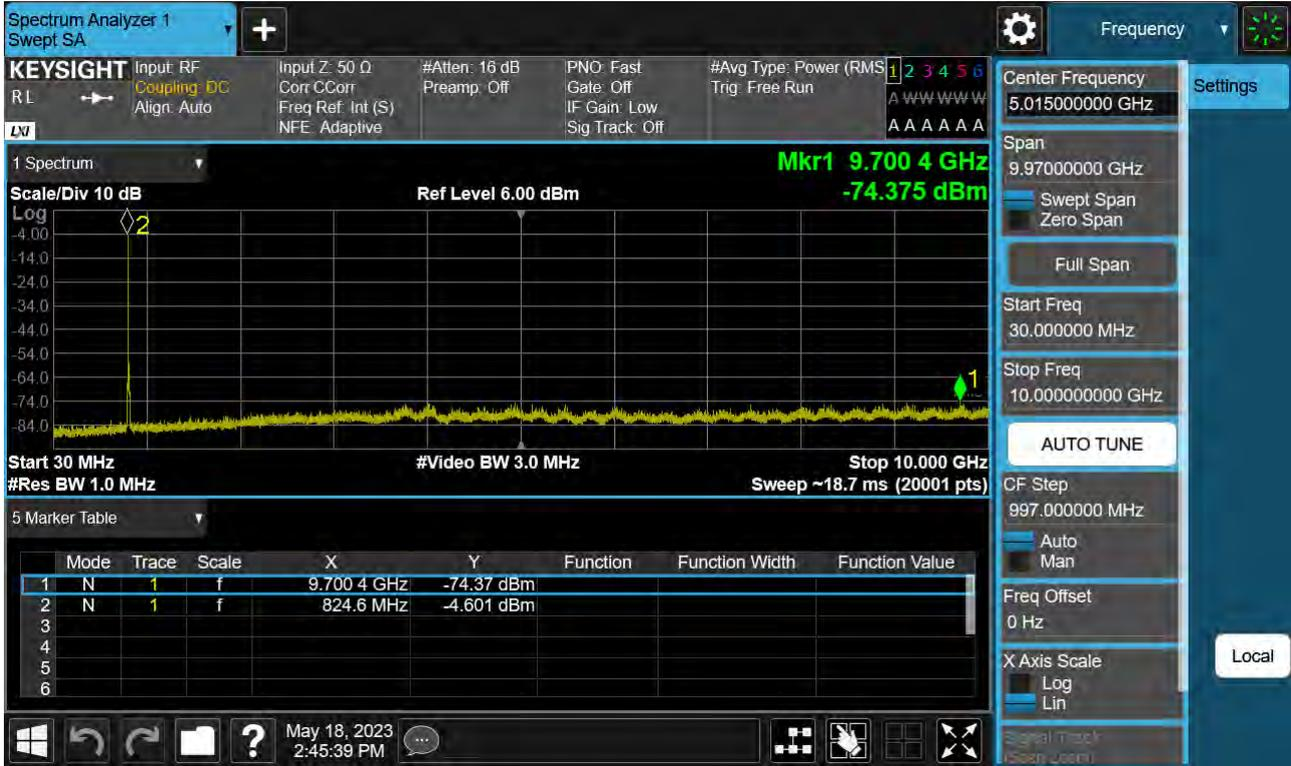 Spectrum Analyzer 1
Swept SA
Frequency
KEYSIGHT
RL
LXI
Input: RF
Coupling: DC
Align: Auto
Input Z: 50 Ω
Corr CCorr
Freq Ref: Int (S)
NFE: Adaptive
#Atten: 16 dB
Preamp: Off
PNO: Fast
Gate: Off
IF Gain: Low
Sig Track: Off
#Avg Type: Power (RMS
Trig: Free Run
1 2 3 4 5 6
A W W W W W
A A A A A A
1 Spectrum
Mkr1 9.700 4 GHz
-74.375 dBm
Scale/Div 10 dB
Ref Level 6.00 dBm
Log
-4.00
-14.0
-24.0
-34.0
-44.0
-54.0
-64.0
-74.0
-84.0
2
1
Start 30 MHz
#Video BW 3.0 MHz
Stop 10.000 GHz
#Res BW 1.0 MHz
Sweep ~18.7 ms (20001 pts)
5 Marker Table
Mode Trace Scale X Y Function Function Width Function Value
1 N 1 f 9.700 4 GHz -74.37 dBm
2 N 1 f 824.6 MHz -4.601 dBm
3
4
5
6
May 18, 2023
2:45:39 PM
Center Frequency
5.015000000 GHz
Settings
Span
9.97000000 GHz
Swept Span
Zero Span
Full Span
Start Freq
30.000000 MHz
Stop Freq
10.000000000 GHz
AUTO TUNE
CF Step
997.000000 MHz
Auto
Man
Freq Offset
0 Hz
X Axis Scale
Log
Lin
Local
Signal Track
(Span Zoom)